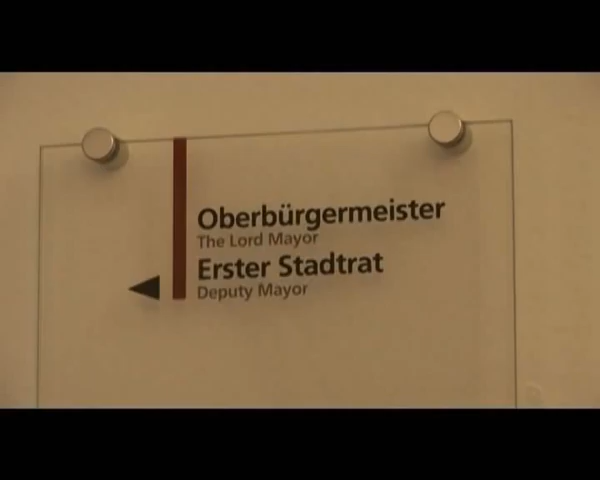 Oberbürgermeister
The Lord Mayor
Erster Stadtrat
Deputy Mayor